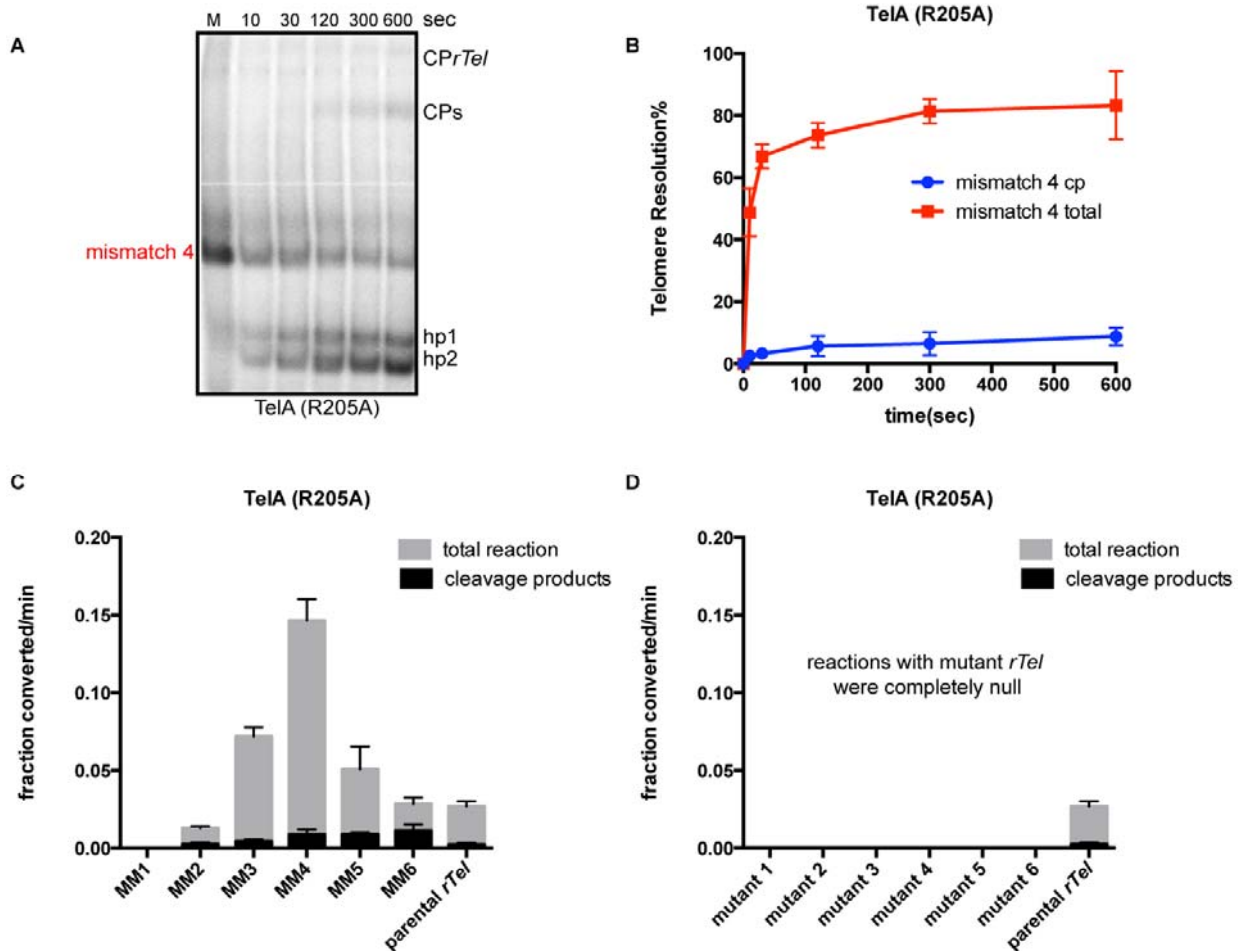 A
M 10 30 120 300 600 sec
CPrTel
CPs
mismatch 4
hp1
hp2
TelA (R205A)
B
TelA (R205A)
Telomere Resolution%
100
80
60
40
20
0
mismatch 4 cp
mismatch 4 total
0 100 200 300 400 500 600
time(sec)
C
TelA (R205A)
fraction converted/min
0.20
0.15
0.10
0.05
0.00
total reaction
cleavage products
MM1 MM2 MM3 MM4 MM5 MM6 parental rTel
D
TelA (R205A)
fraction converted/min
0.20
0.15
0.10
0.05
0.00
total reaction
cleavage products
reactions with mutant rTel
were completely null
mutant 1 mutant 2 mutant 3 mutant 4 mutant 5 mutant 6 parental rTel